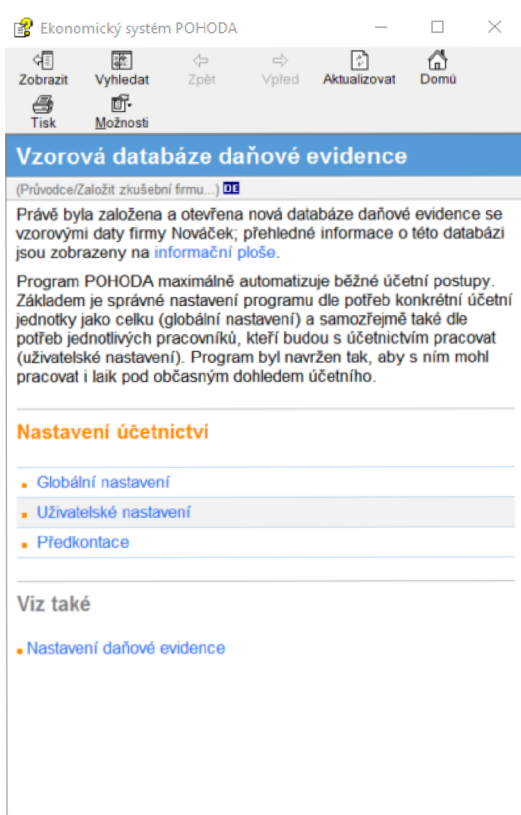 Ekonomický systém POHODA
Zobrazit Vyhledat Zpět Vpřed Aktualizovat Domů
Tisk Možnosti
Vzorová databáze daňové evidence
(Průvodce/Založit zkušební firmu...) DE
Právě byla založena a otevřena nová databáze daňové evidence se
vzorovými daty firmy Nováček; přehledné informace o této databázi
jsou zobrazeny na informační ploše.
Program POHODA maximálně automatizuje běžné účetní postupy.
Základem je správné nastavení programu dle potřeb konkrétní účetní
jednotky jako celku (globální nastavení) a samozřejmě také dle
potřeb jednotlivých pracovníků, kteří budou s účetnictvím pracovat
(uživatelské nastavení). Program byl navržen tak, aby s ním mohl
pracovat i laik pod občasným dohledem účetního.
Nastavení účetnictví
Globální nastavení
Uživatelské nastavení
Předkontace
Viz také
Nastavení daňové evidence